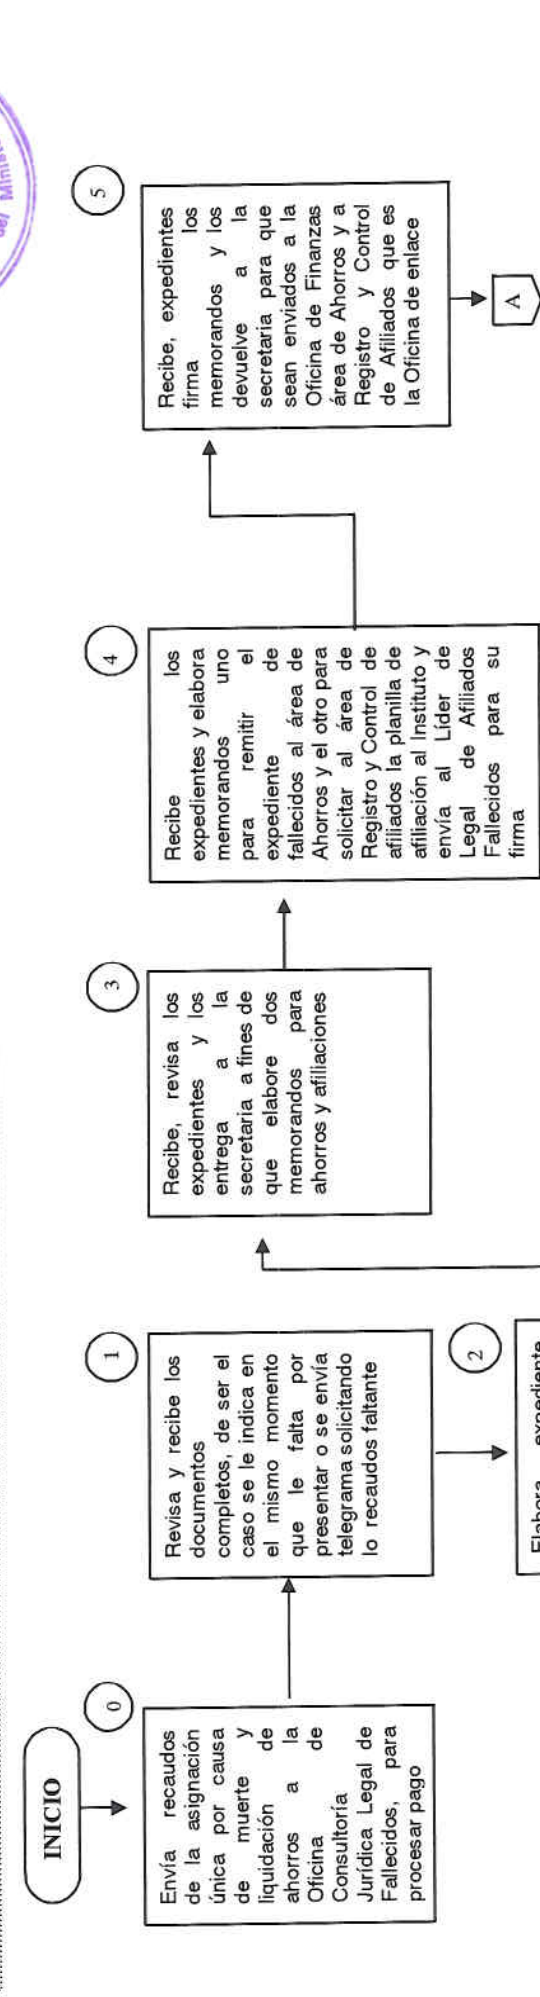 INICIO
0
Envía recaudos
de la asignación
única por causa
de muerte y
liquidación de
ahorros a la
Oficina de
Consultoría
Jurídica Legal de
Fallecidos, para
procesar pago
1
Revisa y recibe los
documentos
completos, de ser el
caso se le indica en
el mismo momento
que le falta por
presentar o se envía
telegrama solicitando
lo recaudos faltante
2
Elabora expediente
3
Recibe, revisa los
expedientes y los
entrega a la
secretaria a fines de
que elabore dos
memorandos para
ahorros y afiliaciones
4
Recibe los
expedientes y elabora
memorandos uno
para remitir el
expediente de
fallecidos al área de
Ahorros y el otro para
solicitar al área de
Registro y Control de
afiliados la planilla de
afiliación al Instituto y
envía al Líder de
Legal de Afiliados
Fallecidos para su
firma
5
Recibe, expedientes
firma los
memorandos y los
devuelve a la
secretaria para que
sean enviados a la
Oficina de Finanzas
área de Ahorros y a
Registro y Control
de Afiliados que es
la Oficina de enlace
A